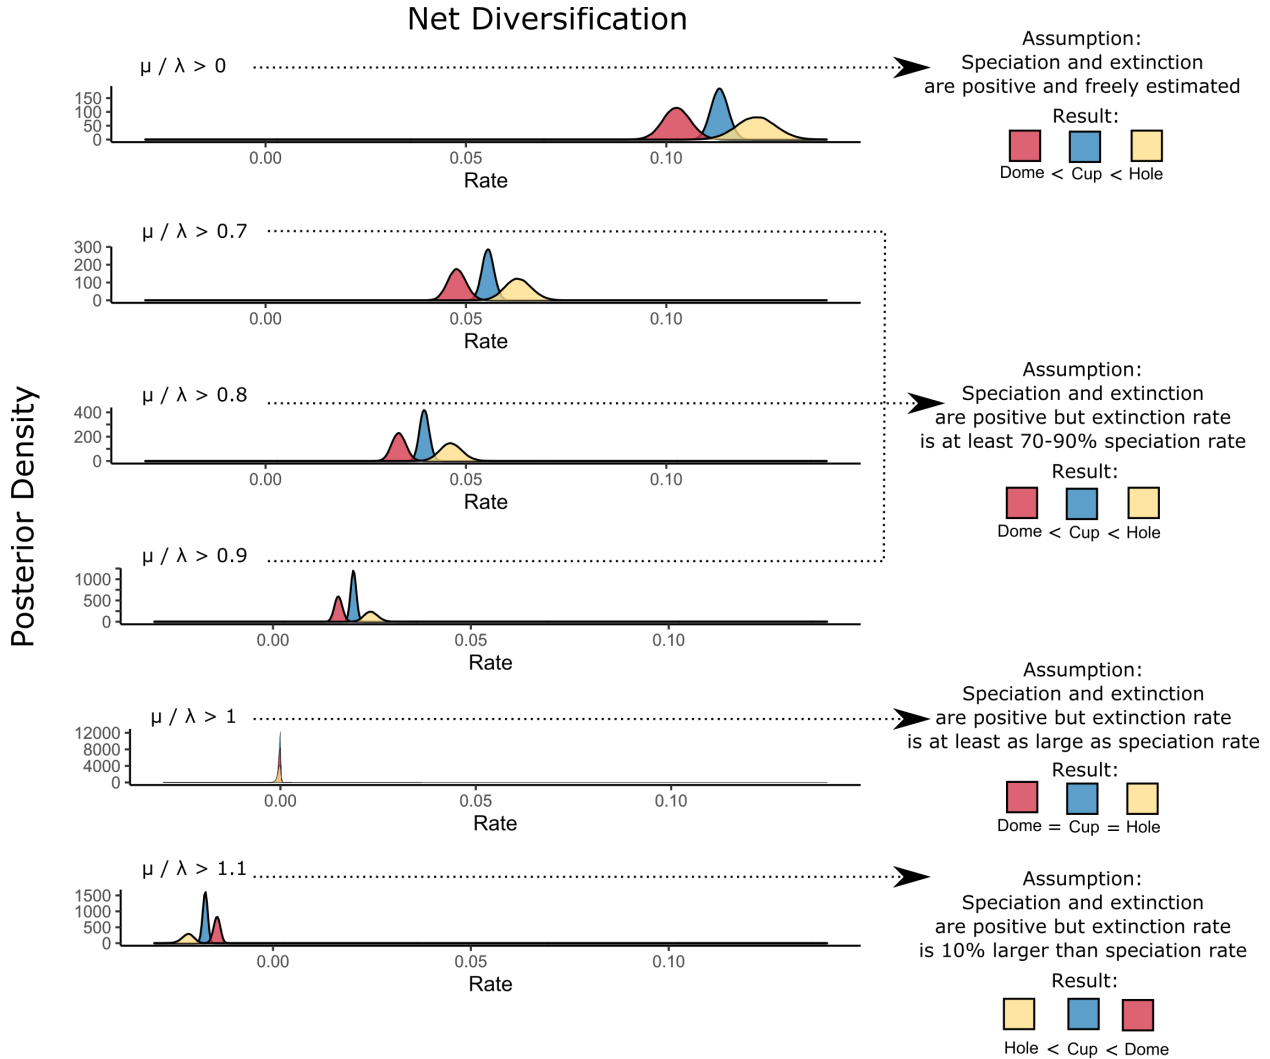 Net Diversification
Posterior Density
μ / λ > 0
150
100
50
0
0.00 0.05 0.10
Rate
Assumption:
Speciation and extinction
are positive and freely estimated
Result:
Dome < Cup < Hole
μ / λ > 0.7
300
200
100
0
0.00 0.05 0.10
Rate
μ / λ > 0.8
400
200
0
0.00 0.05 0.10
Rate
μ / λ > 0.9
1000
500
0
0.00 0.05 0.10
Rate
Assumption:
Speciation and extinction
are positive but extinction rate
is at least 70-90% speciation rate
Result:
Dome < Cup < Hole
μ / λ > 1
12000
8000
4000
0
0.00 0.05 0.10
Rate
Assumption:
Speciation and extinction
are positive but extinction rate
is at least as large as speciation rate
Result:
Dome = Cup = Hole
μ / λ > 1.1
1500
1000
500
0
0.00 0.05 0.10
Rate
Assumption:
Speciation and extinction
are positive but extinction rate
is 10% larger than speciation rate
Result:
Hole < Cup < Dome